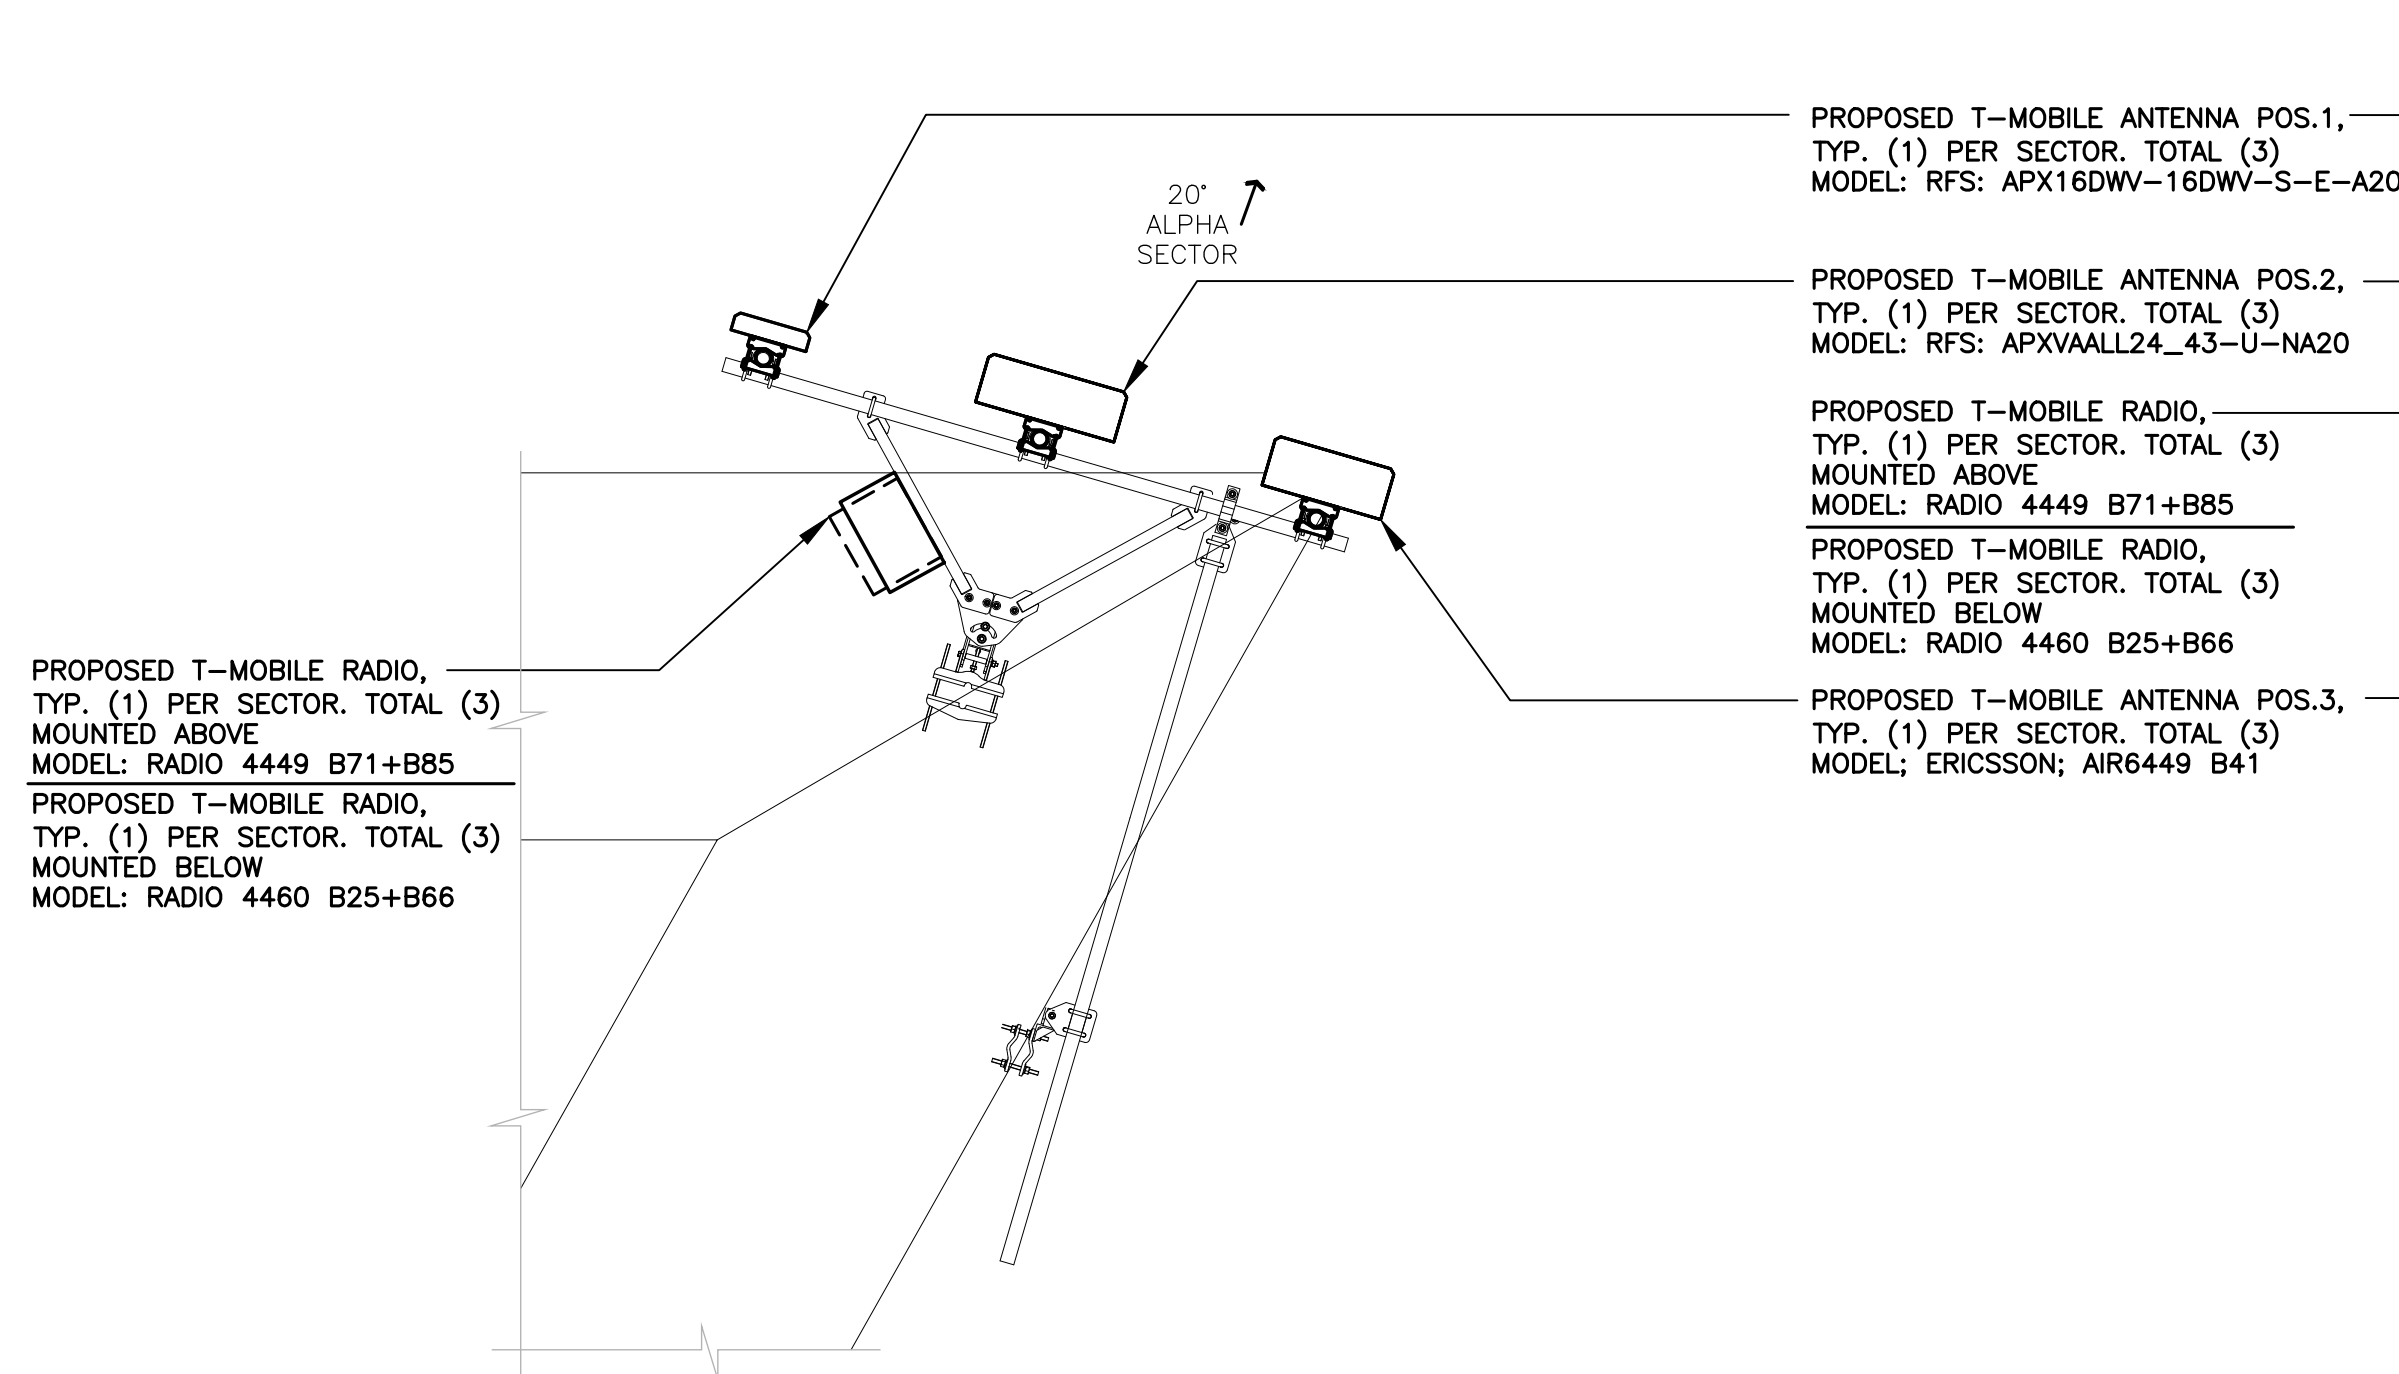 PROPOSED T-MOBILE ANTENNA POS.1,
TYP. (1) PER SECTOR. TOTAL (3)
MODEL: RFS: APX16DWV-16DWV-S-E-A20
20°
ALPHA
SECTOR
PROPOSED T-MOBILE ANTENNA POS.2,
TYP. (1) PER SECTOR. TOTAL (3)
MODEL: RFS: APXVAALL24_43-U-NA20
PROPOSED T-MOBILE RADIO,
TYP. (1) PER SECTOR. TOTAL (3)
MOUNTED ABOVE
MODEL: RADIO 4449 B71+B85
PROPOSED T-MOBILE RADIO,
TYP. (1) PER SECTOR. TOTAL (3)
MOUNTED BELOW
MODEL: RADIO 4460 B25+B66
PROPOSED T-MOBILE ANTENNA POS.3,
TYP. (1) PER SECTOR. TOTAL (3)
MODEL; ERICSSON; AIR6449 B41
PROPOSED T-MOBILE RADIO,
TYP. (1) PER SECTOR. TOTAL (3)
MOUNTED ABOVE
MODEL: RADIO 4449 B71+B85
PROPOSED T-MOBILE RADIO,
TYP. (1) PER SECTOR. TOTAL (3)
MOUNTED BELOW
MODEL: RADIO 4460 B25+B66